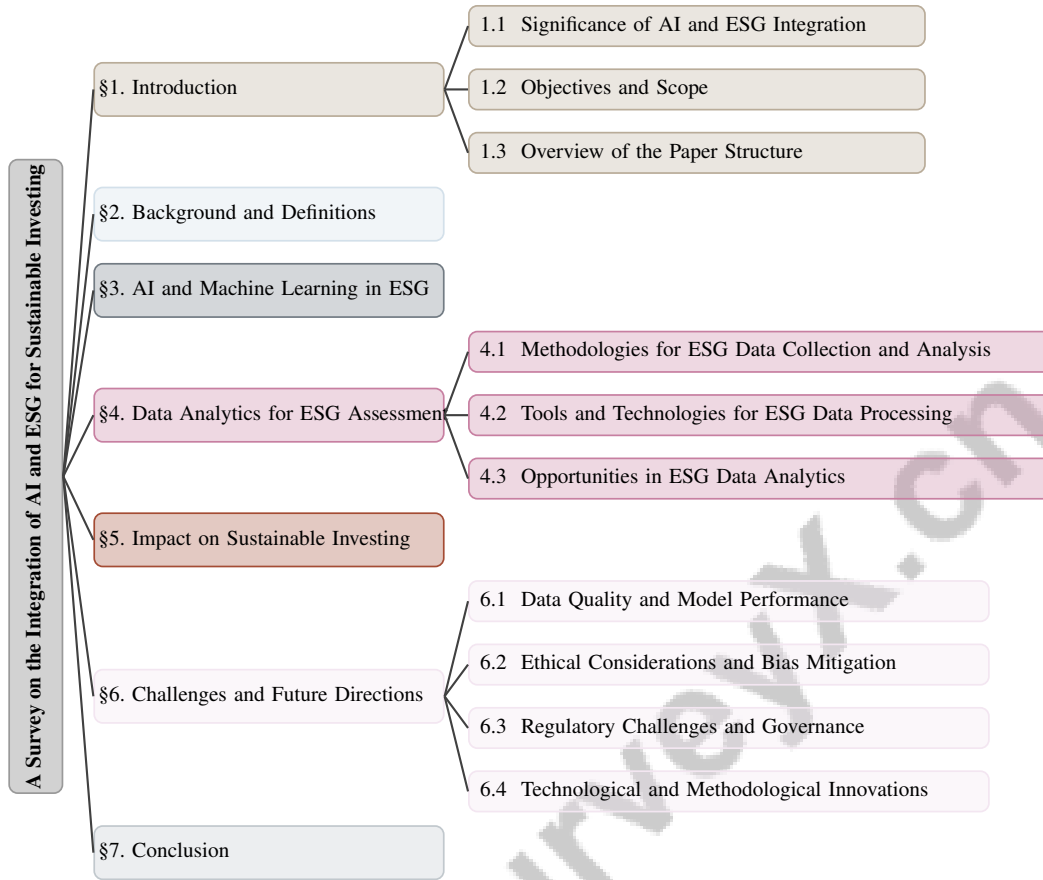 A Survey on the Integration of AI and ESG for Sustainable Investing
§1. Introduction
1.1 Significance of AI and ESG Integration
1.2 Objectives and Scope
1.3 Overview of the Paper Structure
§2. Background and Definitions
§3. AI and Machine Learning in ESG
§4. Data Analytics for ESG Assessment
4.1 Methodologies for ESG Data Collection and Analysis
4.2 Tools and Technologies for ESG Data Processing
4.3 Opportunities in ESG Data Analytics
§5. Impact on Sustainable Investing
§6. Challenges and Future Directions
6.1 Data Quality and Model Performance
6.2 Ethical Considerations and Bias Mitigation
6.3 Regulatory Challenges and Governance
6.4 Technological and Methodological Innovations
§7. Conclusion
urveyx.cn